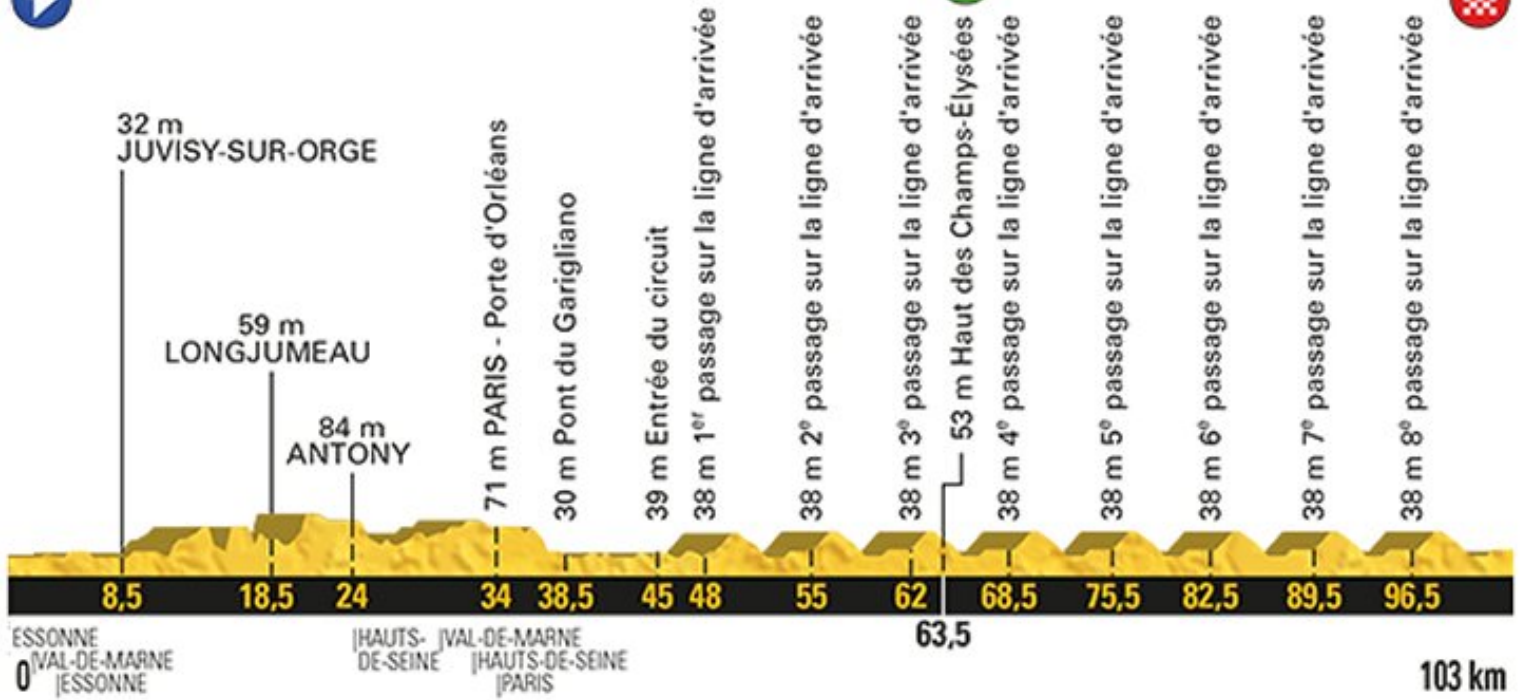 32 m
JUVISY-SUR-ORGE
59 m
LONGJUMEAU
84 m
ANTONY
71 m PARIS - Porte d'Orléans
30 m Pont du Garigliano
39 m Entrée du circuit
38 m 1er passage sur la ligne d'arrivée
38 m 2e passage sur la ligne d'arrivée
38 m 3e passage sur la ligne d'arrivée
53 m Haut des Champs-Élysées
38 m 4e passage sur la ligne d'arrivée
38 m 5e passage sur la ligne d'arrivée
38 m 6e passage sur la ligne d'arrivée
38 m 7e passage sur la ligne d'arrivée
38 m 8e passage sur la ligne d'arrivée
8,5 18,5 24 34 38,5 45 48 55 62 68,5 75,5 82,5 89,5 96,5
63,5
ESSONNE |HAUTS- |VAL-DE-MARNE
0 |VAL-DE-MARNE DE-SEINE |HAUTS-DE-SEINE
|ESSONNE |PARIS
103 km